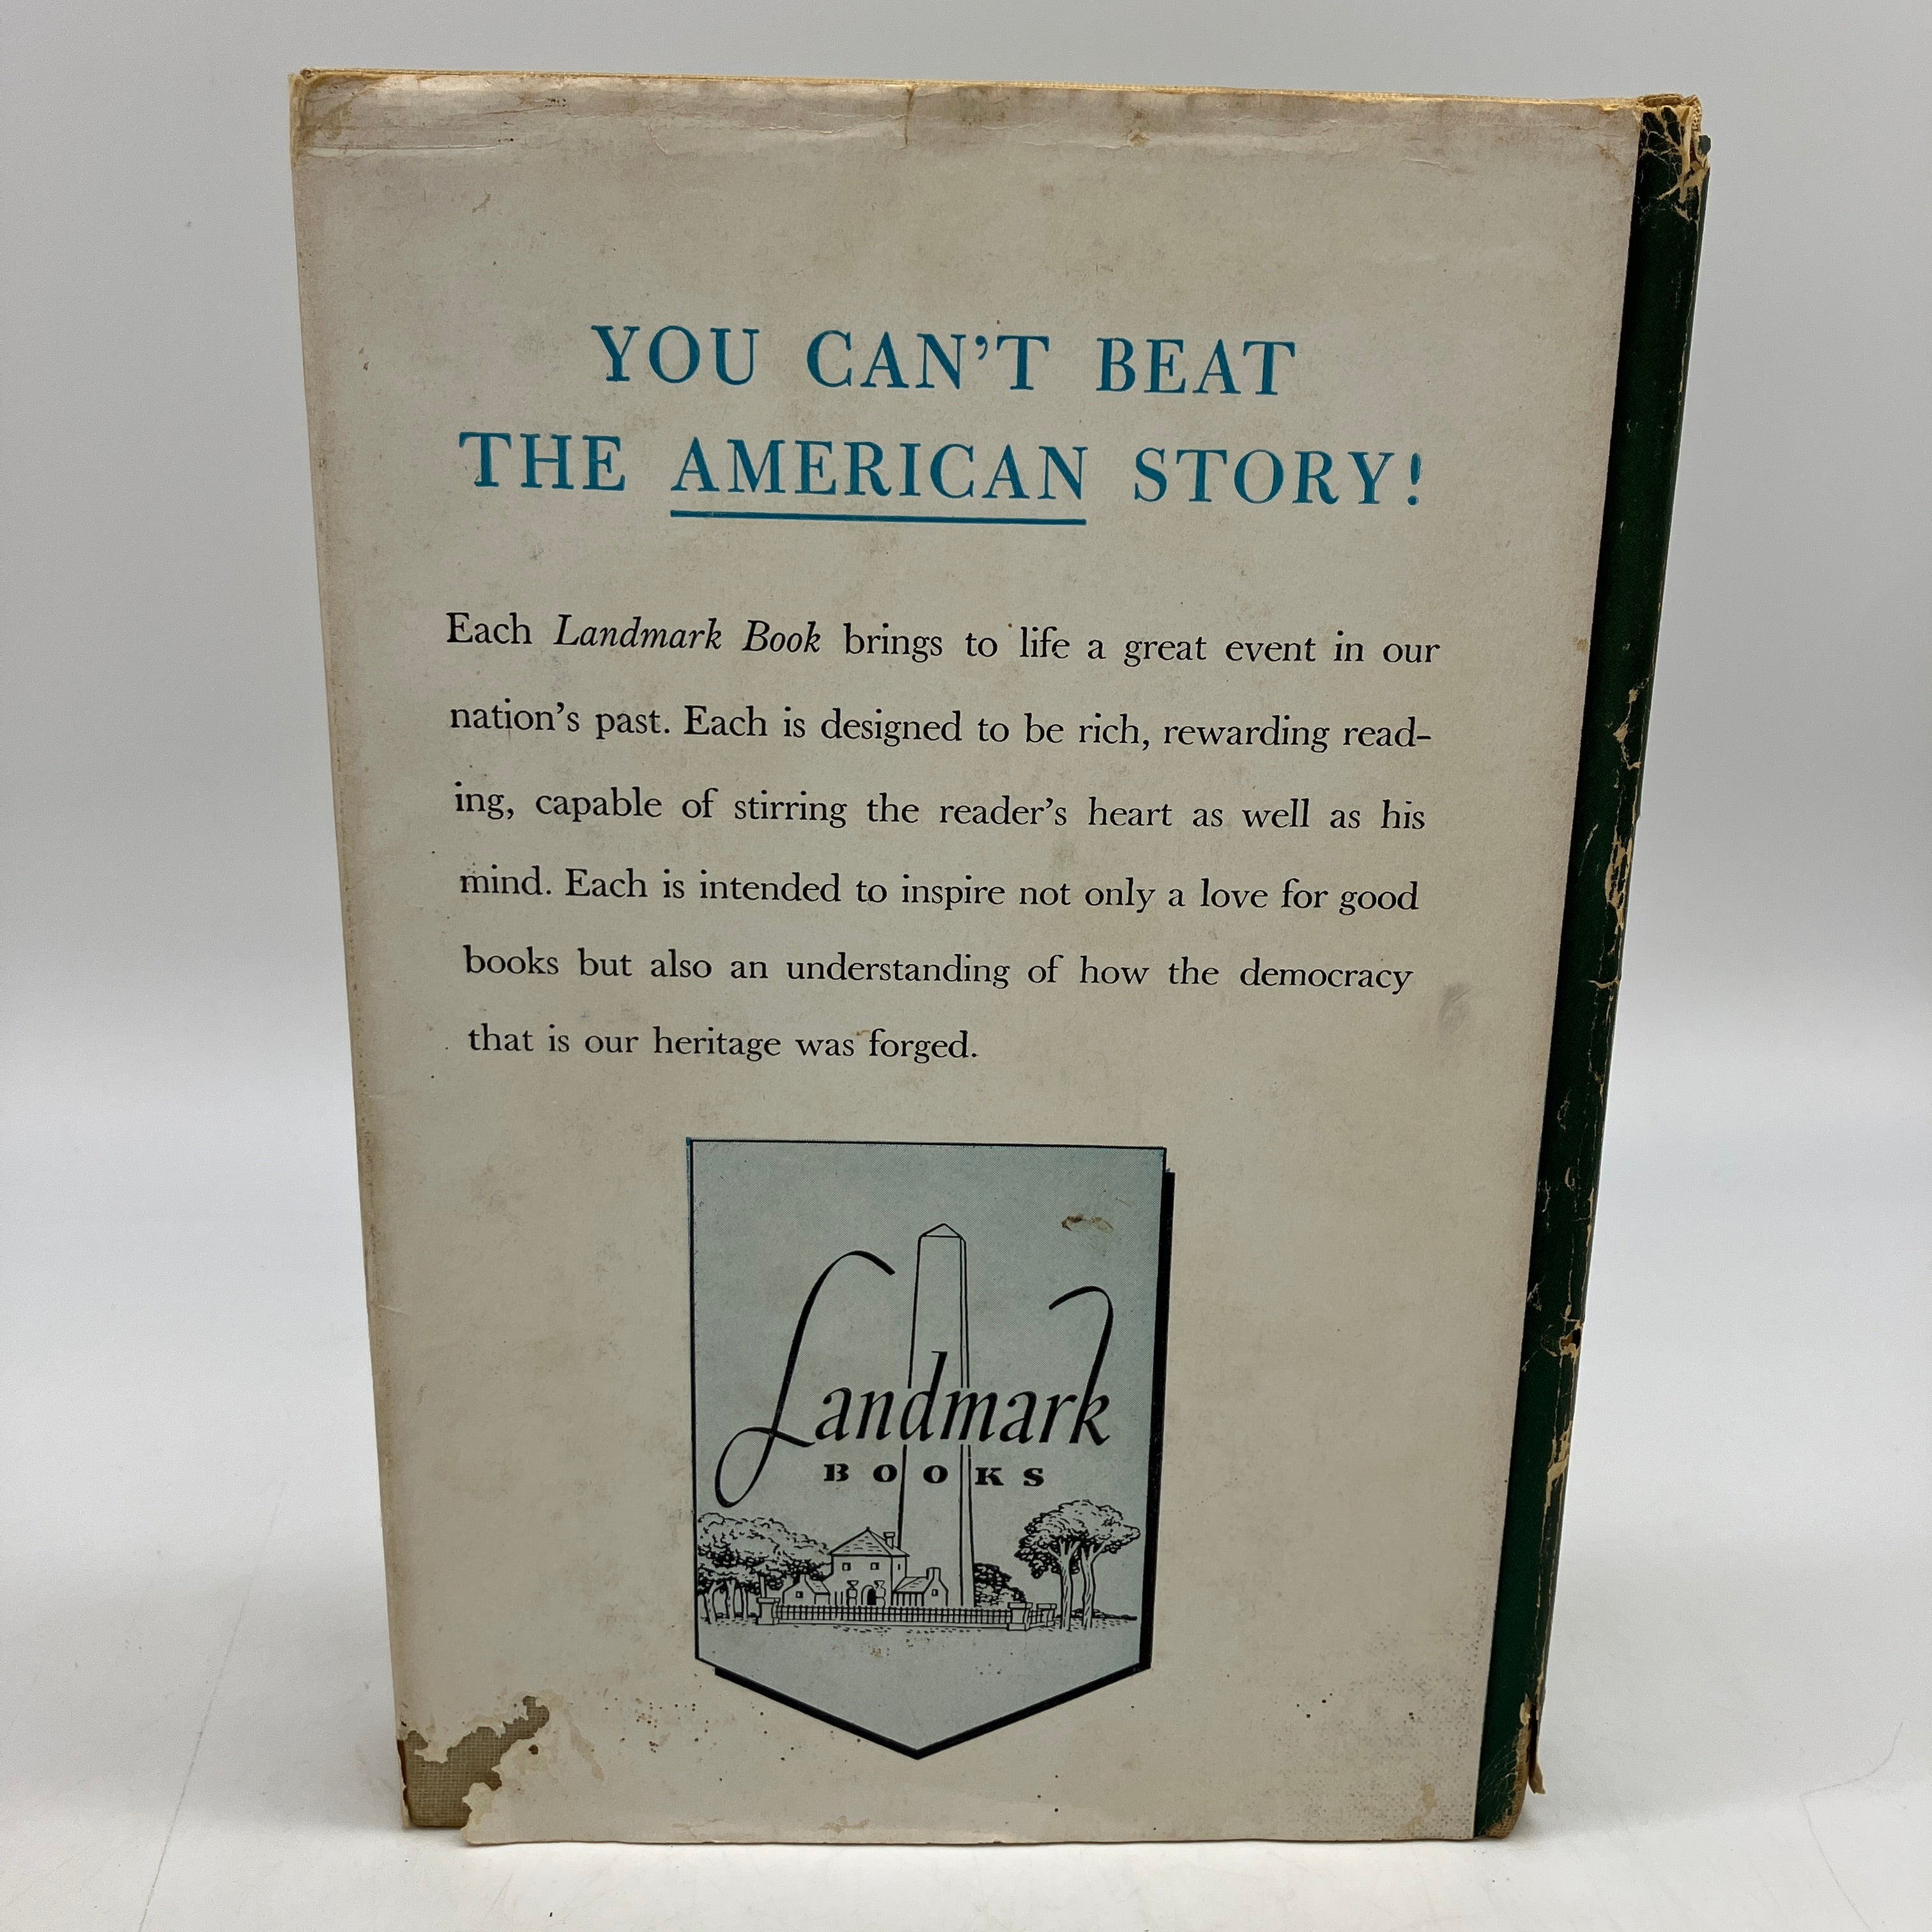 YOU CAN'T BEAT
THE AMERICAN STORY!
Each Landmark Book brings to life a great event in our
nation's past. Each is designed to be rich, rewarding read-
ing, capable of stirring the reader's heart as well as his
mind. Each is intended to inspire not only a love for good
books but also an understanding of how the democracy
that is our heritage was forged.
Landmark
BOOKS